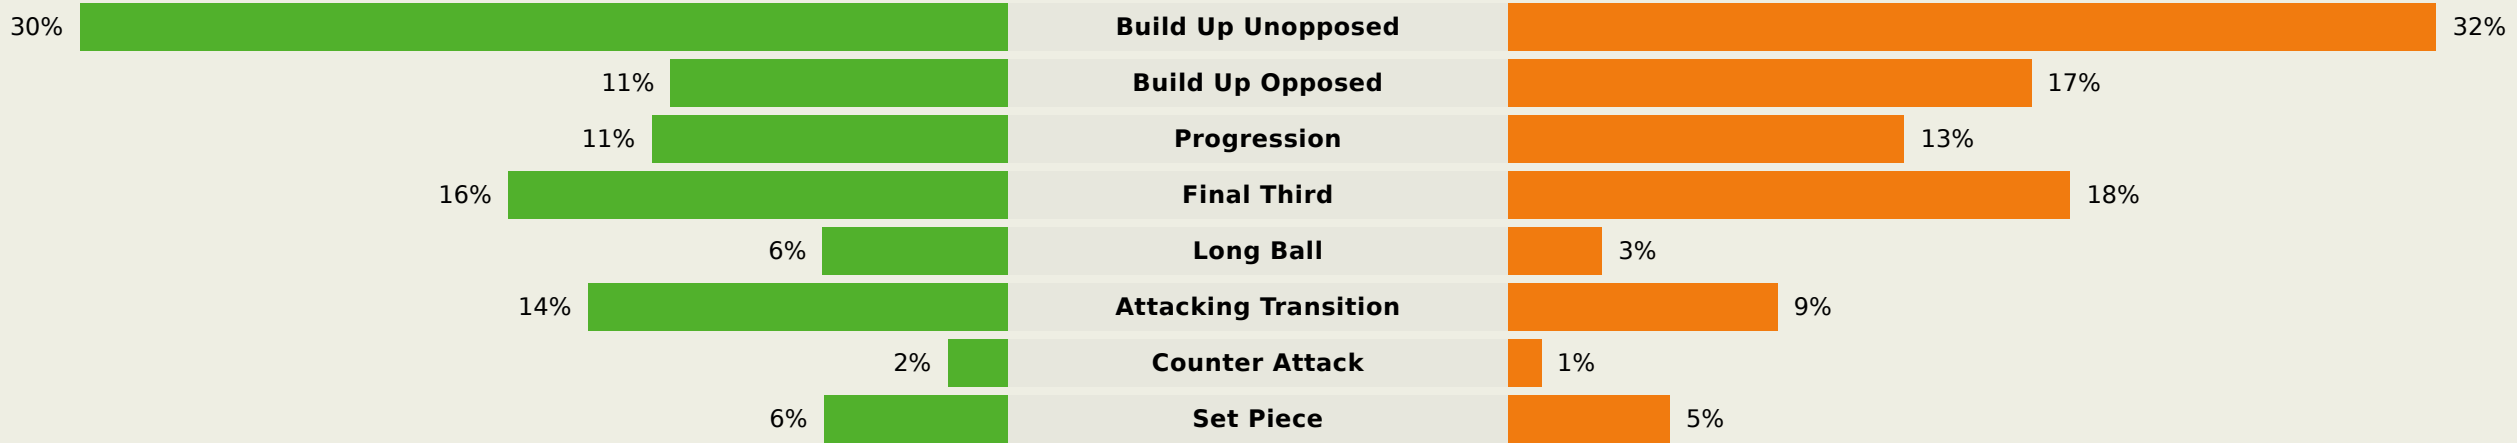 30% Build Up Unopposed 32%
11% Build Up Opposed 17%
11% Progression 13%
16% Final Third 18%
6% Long Ball 3%
14% Attacking Transition 9%
2% Counter Attack 1%
6% Set Piece 5%